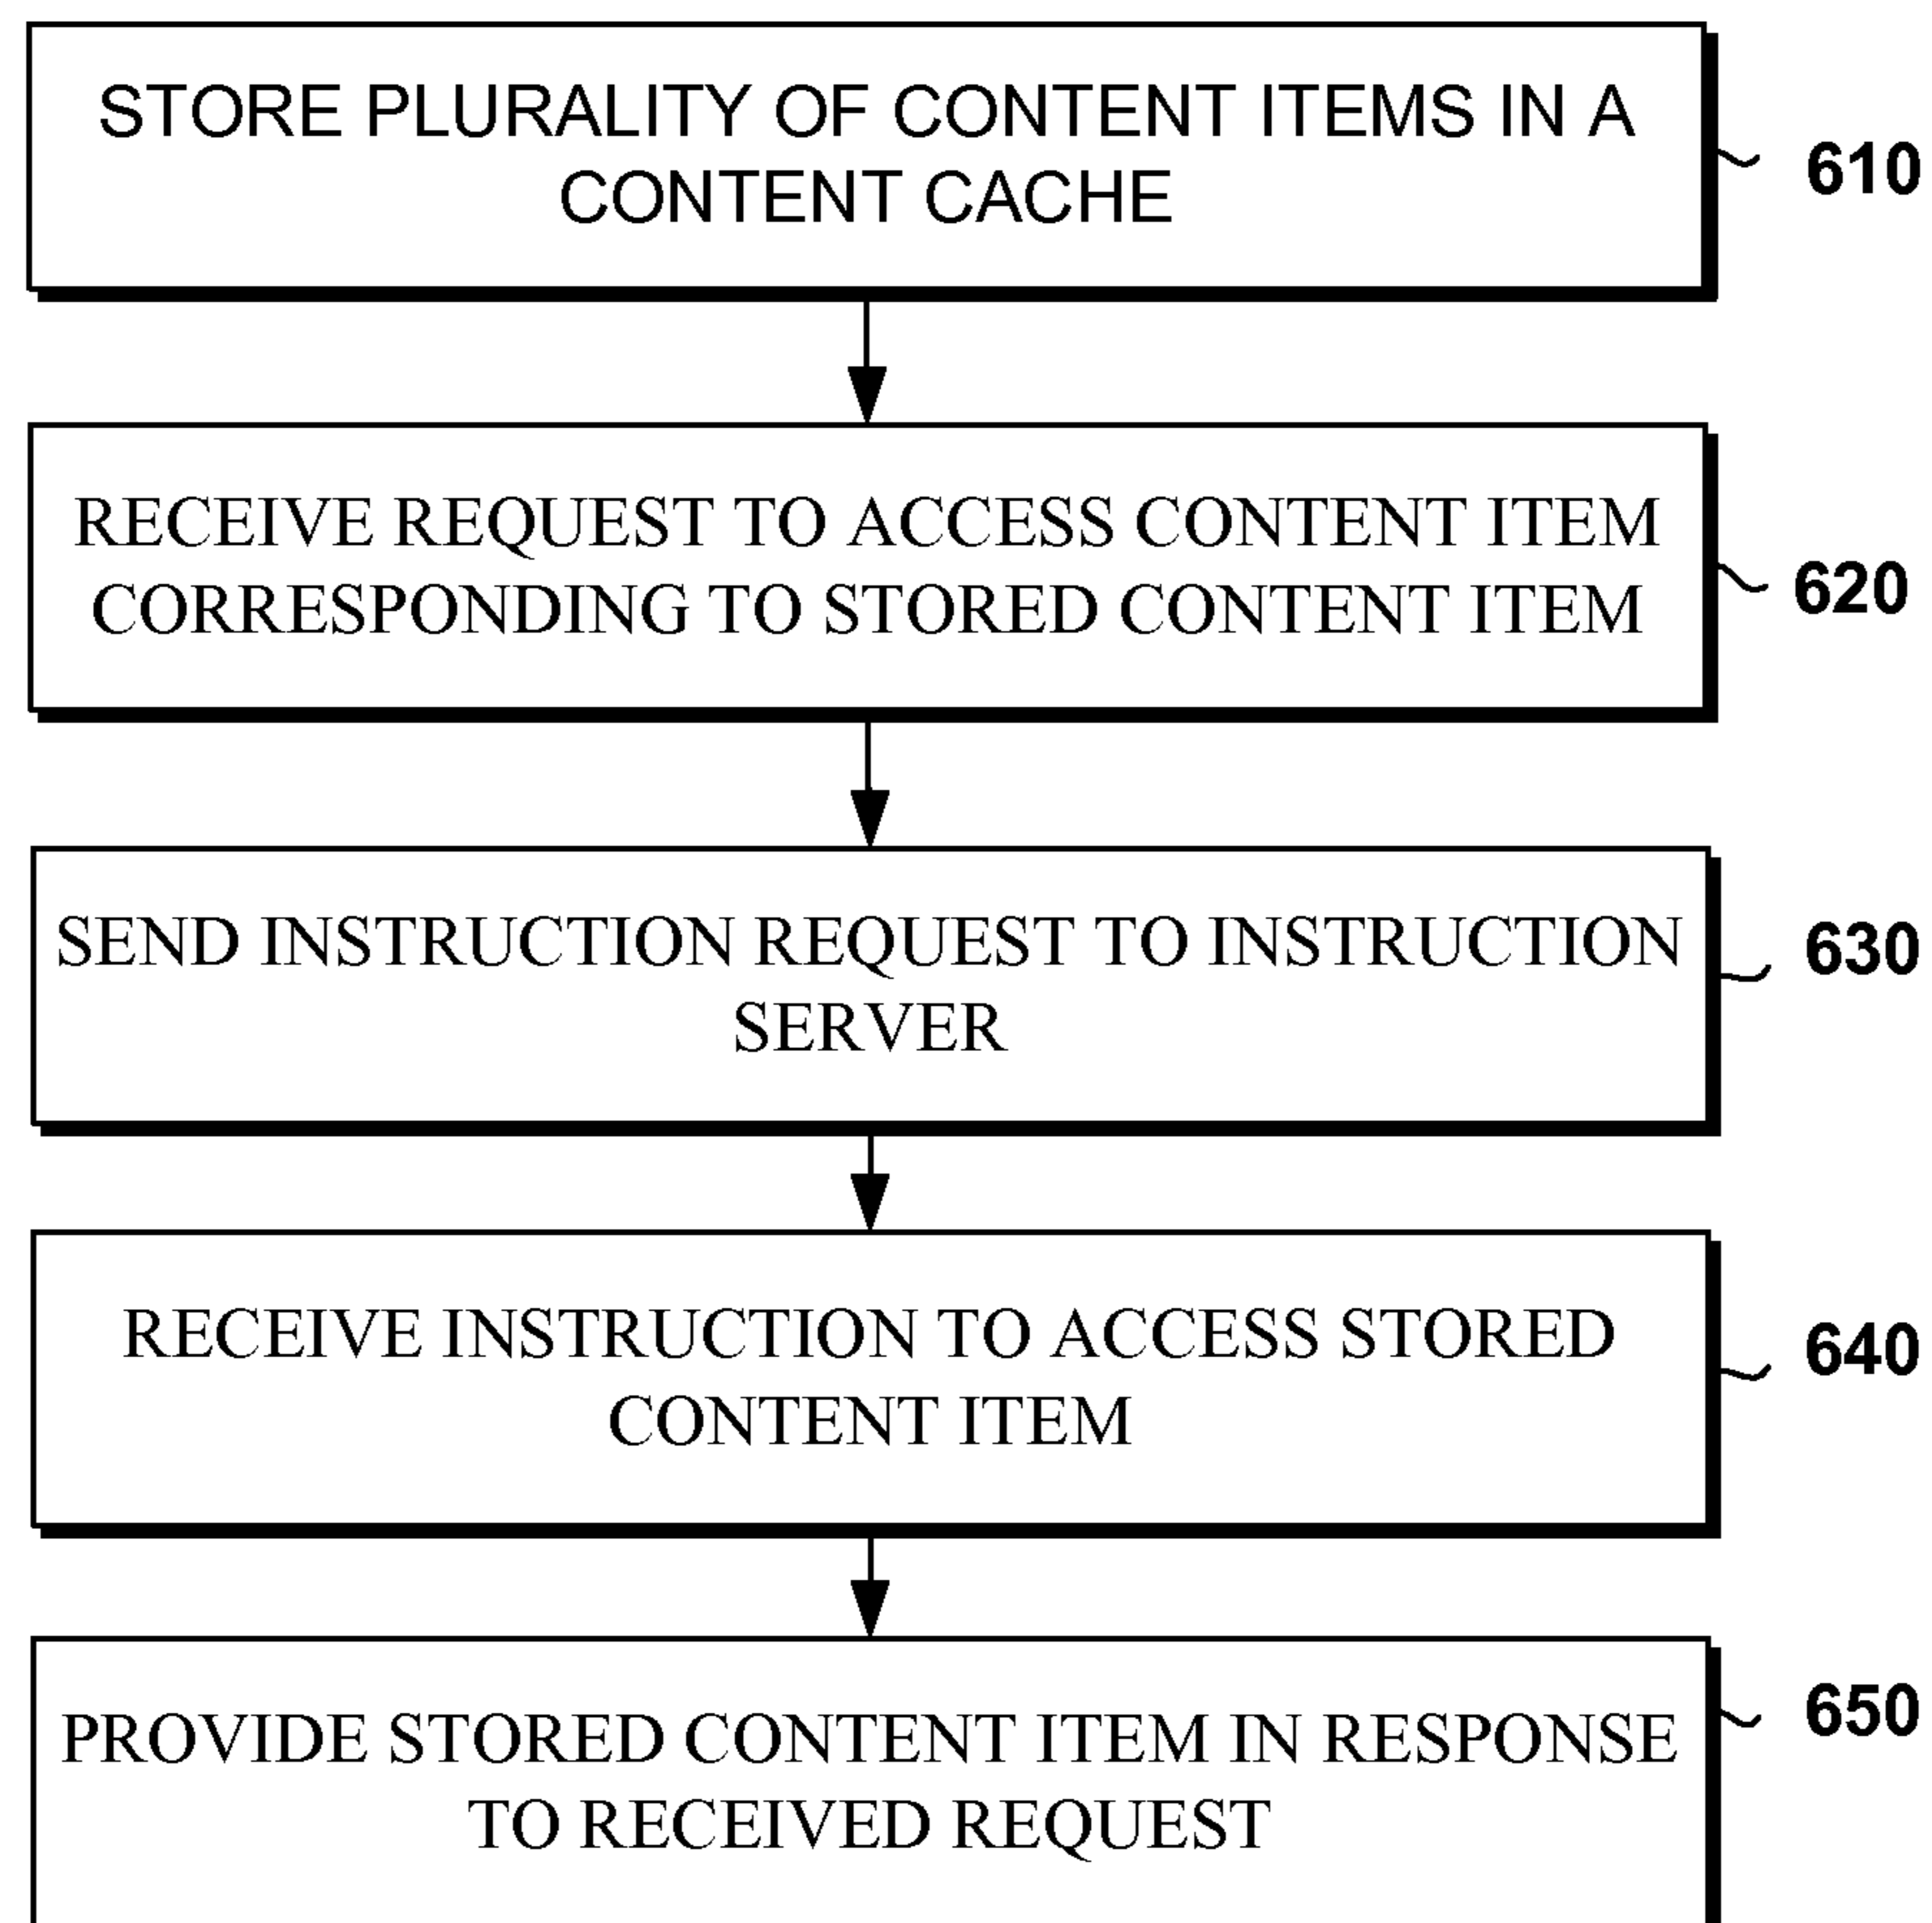 STORE PLURALITY OF CONTENT ITEMS IN A
CONTENT CACHE
610
RECEIVE REQUEST TO ACCESS CONTENT ITEM
CORRESPONDING TO STORED CONTENT ITEM
620
SEND INSTRUCTION REQUEST TO INSTRUCTION
SERVER
630
RECEIVE INSTRUCTION TO ACCESS STORED
CONTENT ITEM
640
PROVIDE STORED CONTENT ITEM IN RESPONSE
TO RECEIVED REQUEST
650